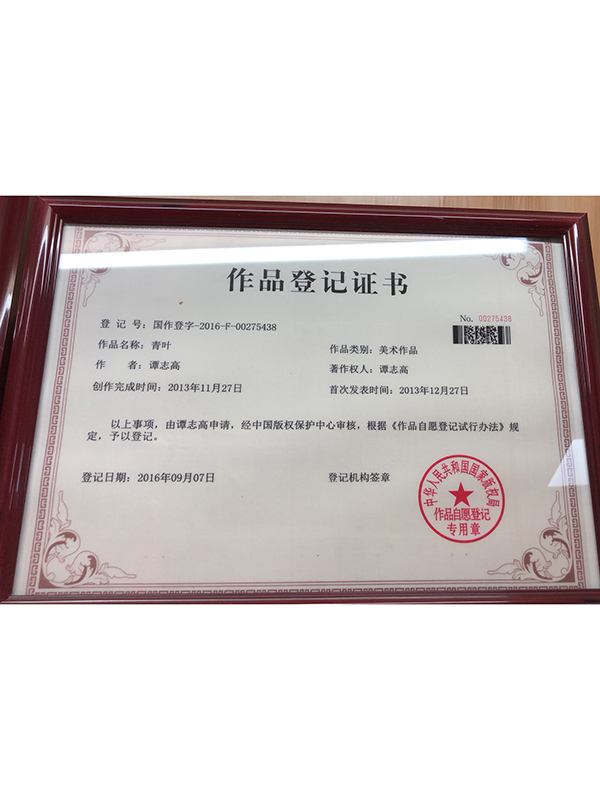 作品登记证书
No. 00275438
登 记 号：国作登字-2016-F-00275438
作品名称：青叶
作品类别：美术作品
作　　者：谭志高
著作权人：谭志高
创作完成时间：2013年11月27日
首次发表时间：2013年12月27日
以上事项，由谭志高申请，经中国版权保护中心审核，根据《作品自愿登记试行办法》规
定，予以登记。
登记日期：2016年09月07日
登记机构签章
中华人民共和国国家版权局
作品自愿登记
专用章